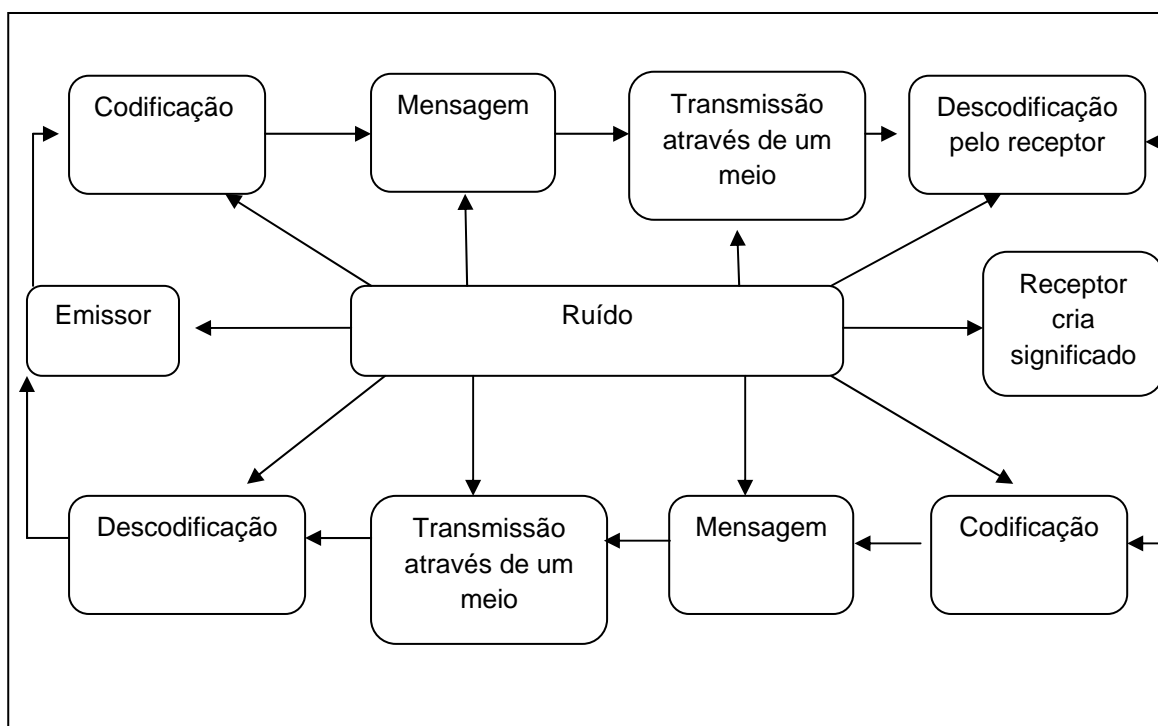 Codificação
Mensagem
Transmissão
através de um
meio
Descodificação
pelo receptor
Emissor
Ruído
Receptor
cria
significado
Descodificação
Transmissão
através de um
meio
Mensagem
Codificação